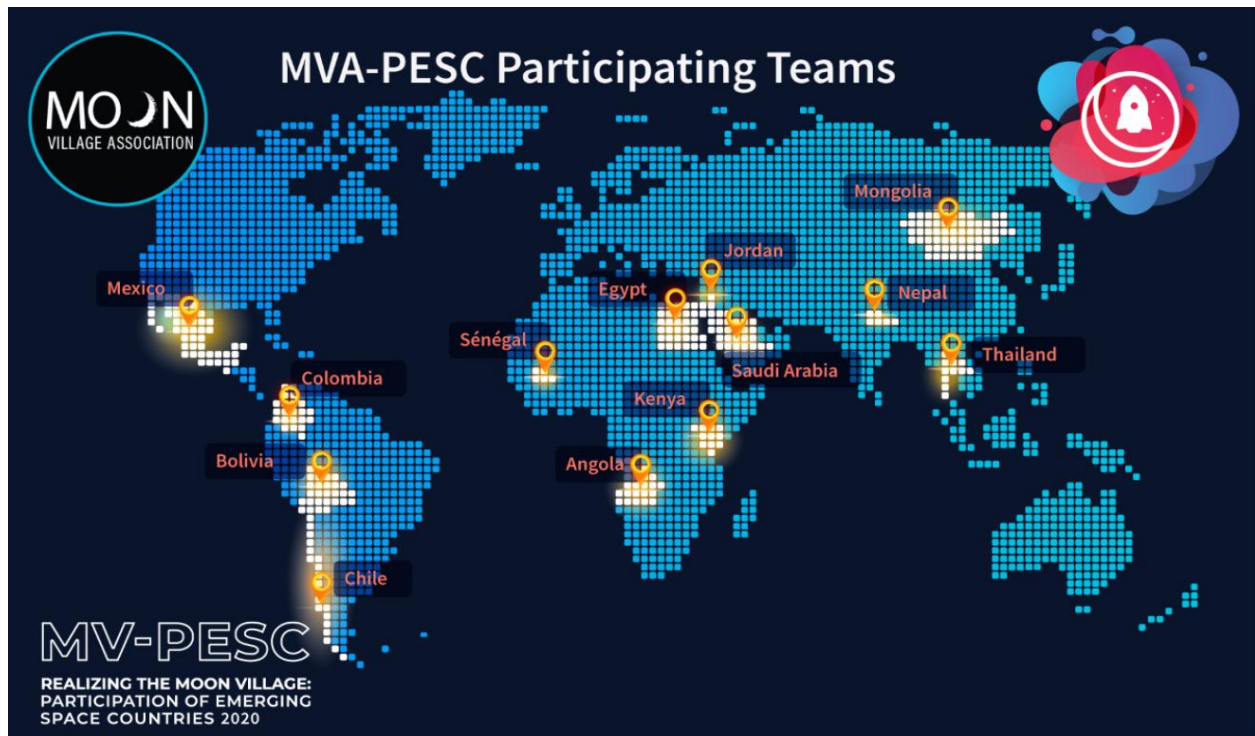 MOON
VILLAGE ASSOCIATION
MVA-PESC Participating Teams
Mongolia
Jordan
Mexico
Egypt
Nepal
Sénégal
Thailand
Colombia
Saudi Arabia
Kenya
Bolivia
Angola
Chile
MV-PESC
REALIZING THE MOON VILLAGE:
PARTICIPATION OF EMERGING
SPACE COUNTRIES 2020